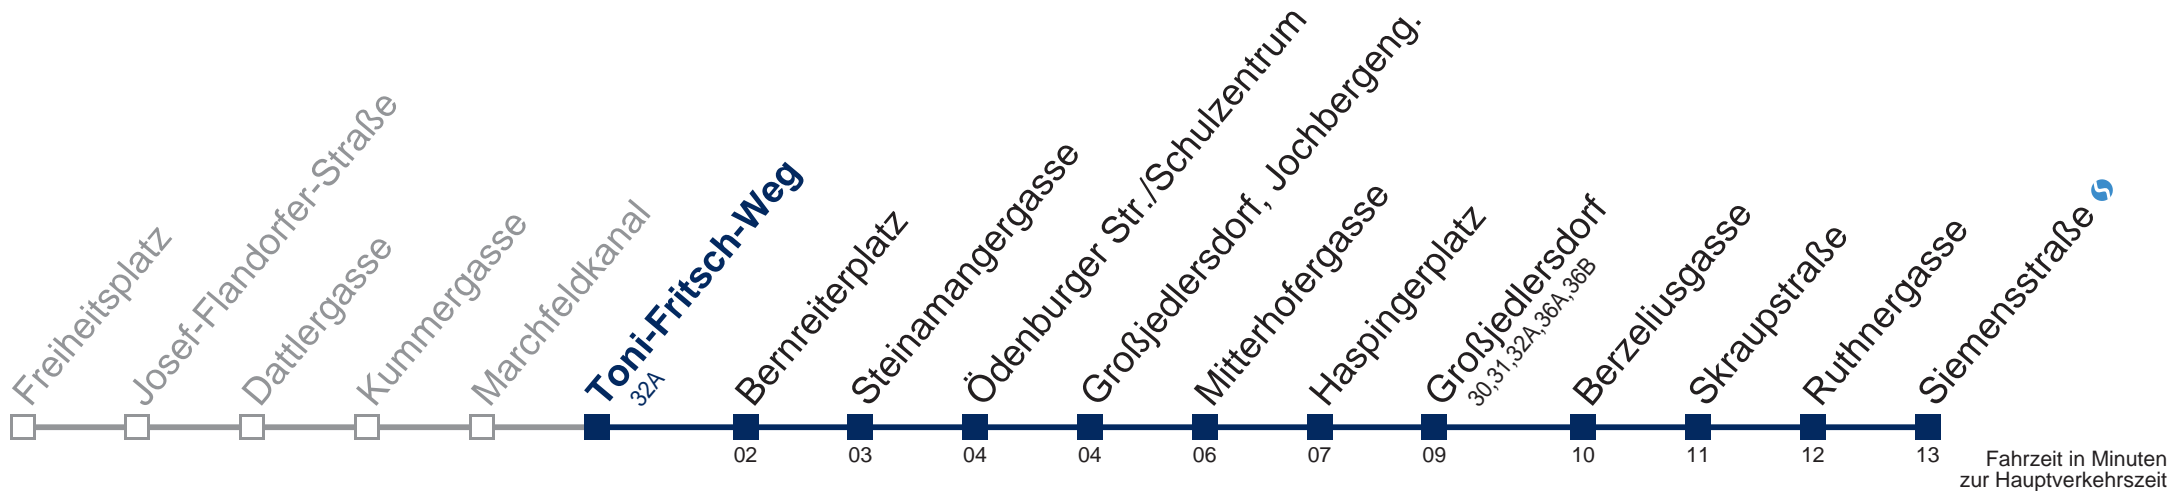 Freiheitsplatz
Josef-Flandorfer-Straße
Dattlergasse
Kummergasse
Marchfeldkanal
Toni-Fritsch-Weg
32A
Bernreiterplatz
Steinamangergasse
Ödenburger Str./Schulzentrum
Großjedlersdorf, Jochbergeng.
Mitterhofergasse
Haspingerplatz
Großjedlersdorf
30,31,32A,36A,36B
Berzeliusgasse
Skraupstraße
Ruthnergasse
Siemensstraße
02 03 04 04 06 07 09 10 11 12 13
Fahrzeit in Minuten
zur Hauptverkehrszeit